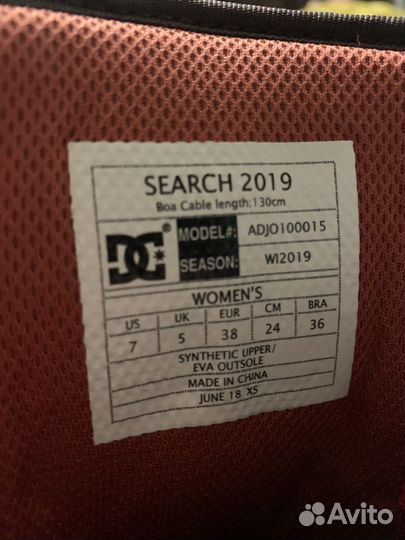 SEARCH 2019
Boa Cable length:130cm
DC®
MODEL#: ADJO100015
SEASON: WI2019
WOMEN'S
US UK EUR CM BRA
7 5 38 24 36
SYNTHETIC UPPER/
EVA OUTSOLE
MADE IN CHINA
JUNE 18 XS
Avito